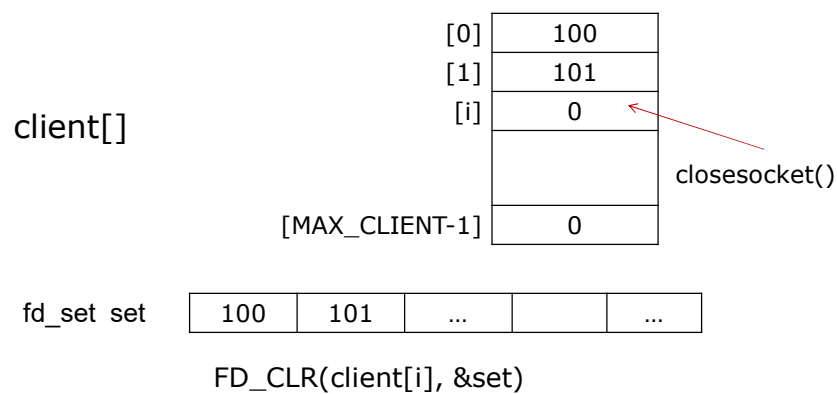 [0] 100
[1] 101
client[] [i] 0
closesocket()
[MAX_CLIENT-1] 0
fd_set set 100 101 ... ...
FD_CLR(client[i], &set)